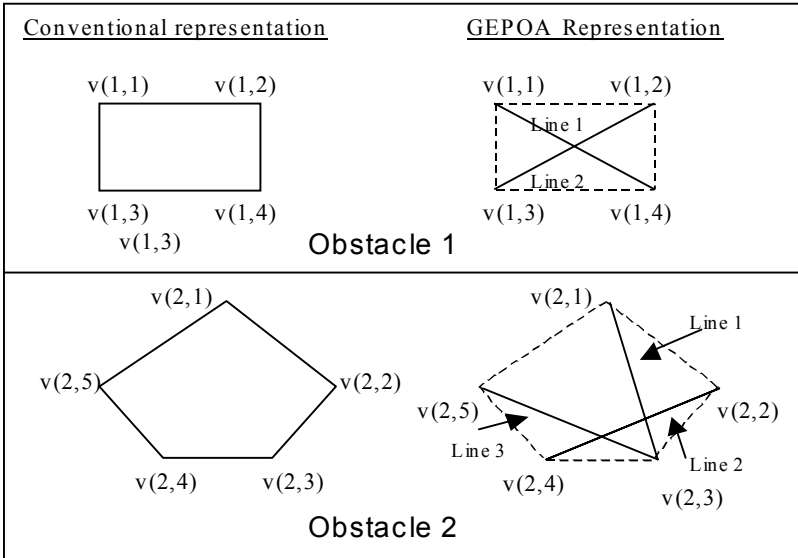 Conventional representation GEPOA Representation
v(1,1) v(1,2) v(1,1) v(1,2)
Line 1
Line 2
v(1,3) v(1,4) v(1,3) v(1,4)
v(1,3)
Obstacle 1
v(2,1) v(2,1)
Line 1
v(2,5) v(2,2) v(2,5) v(2,2)
Line 3
Line 2
v(2,4) v(2,3) v(2,4) v(2,3)
Obstacle 2